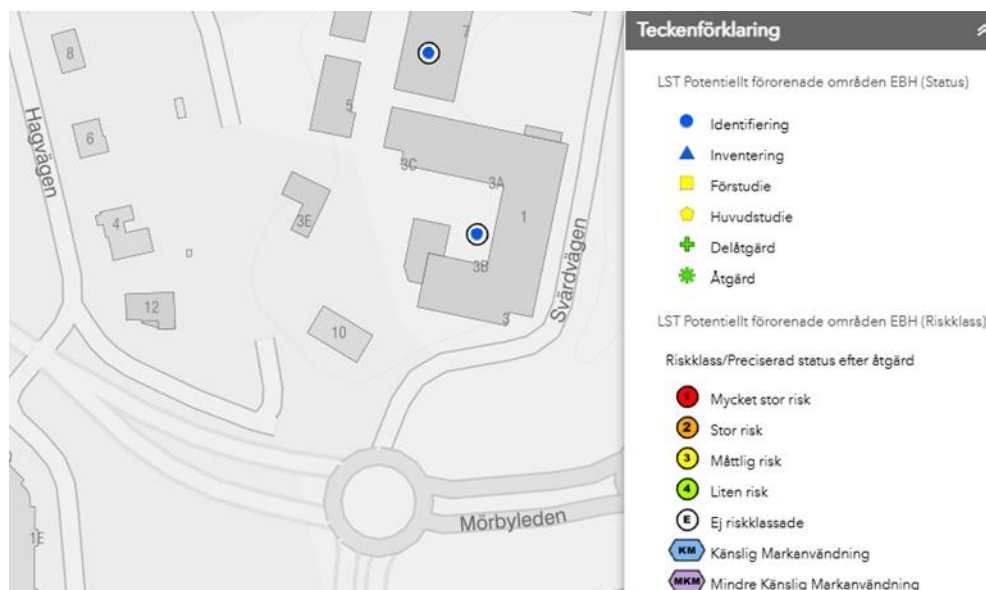 8
7
5
6
Hagvägen
3C
3A
1
3E
4
Svärdvägen
3B
12
3
10
Mörbyleden
1E
Teckenförklaring
LST Potentiellt förorenade områden EBH (Status)
Identifiering
Inventering
Förstudie
Huvudstudie
Delåtgärd
Åtgärd
LST Potentiellt förorenade områden EBH (Riskklass)
Riskklass/Preciserad status efter åtgärd
1 Mycket stor risk
2 Stor risk
3 Måttlig risk
4 Liten risk
E Ej riskklassade
KM Känslig Markanvändning
MKM Mindre Känslig Markanvändning